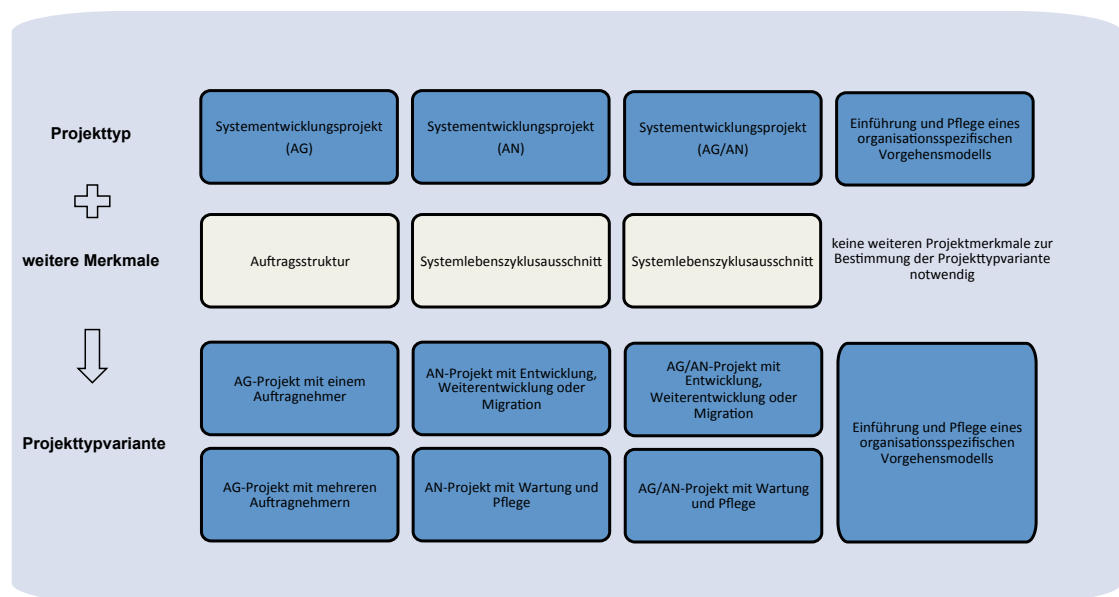 Projekttyp
Systementwicklungsprojekt
(AG)
Systementwicklungsprojekt
(AN)
Systementwicklungsprojekt
(AG/AN)
Einführung und Pflege eines
organisationsspezifischen
Vorgehensmodells
weitere Merkmale
Auftragsstruktur
Systemlebenszyklusausschnitt
Systemlebenszyklusausschnitt
keine weiteren Projektmerkmale zur
Bestimmung der Projekttypvariante
notwendig
Projekttypvariante
AG-Projekt mit einem
Auftragnehmer
AN-Projekt mit Entwicklung,
Weiterentwicklung oder
Migration
AG/AN-Projekt mit
Entwicklung,
Weiterentwicklung oder
Migration
Einführung und Pflege eines
organisationsspezifischen
Vorgehensmodells
AG-Projekt mit mehreren
Auftragnehmern
AN-Projekt mit Wartung und
Pflege
AG/AN-Projekt mit Wartung
und Pflege